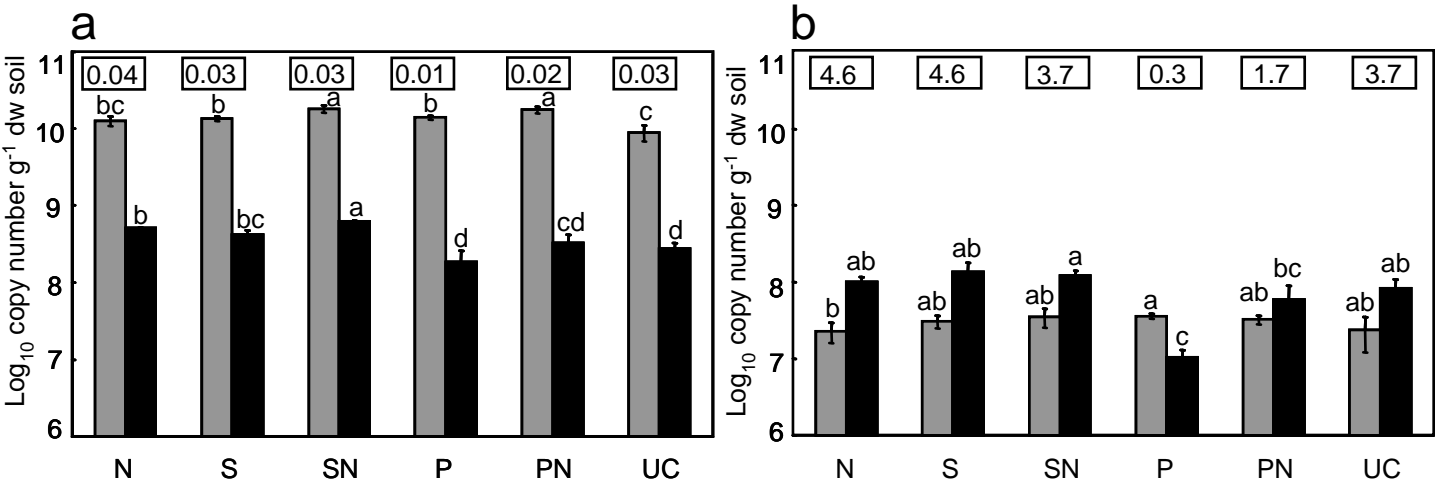 a
Log10 copy number g-1 dw soil
11
10
9
8
7
6
0.04 0.03 0.03 0.01 0.02 0.03
bc b a b a c
b bc a d cd d
N S SN P PN UC
b
Log10 copy number g-1 dw soil
11
10
9
8
7
6
4.6 4.6 3.7 0.3 1.7 3.7
b ab ab a ab ab
ab ab a c bc ab
N S SN P PN UC